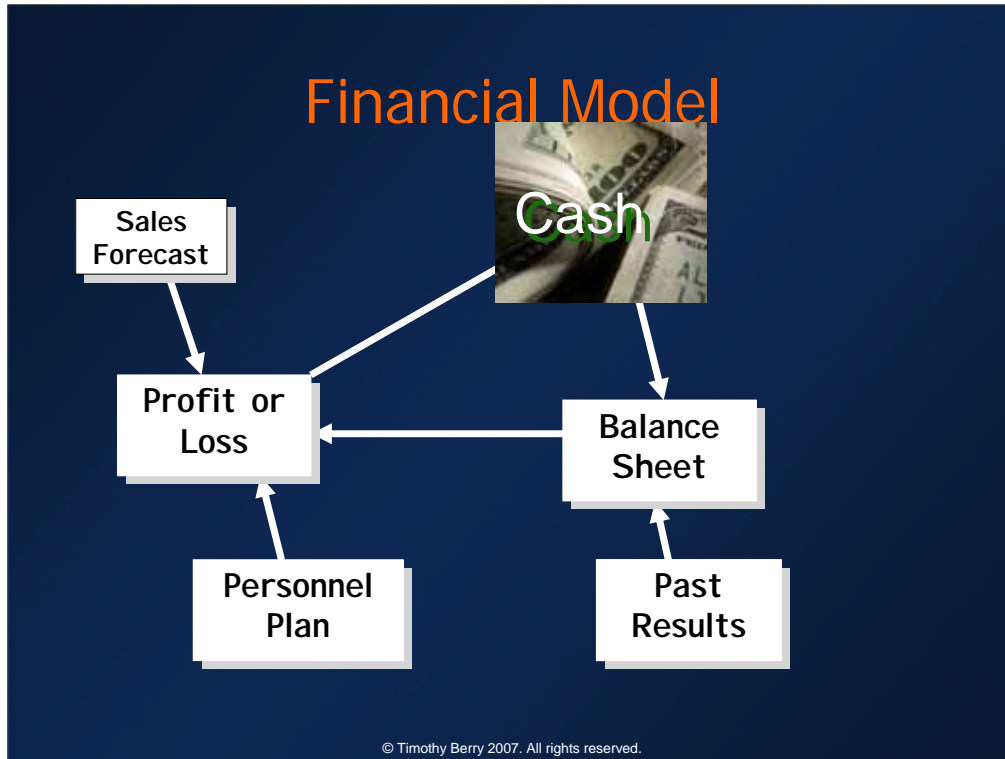 Financial Model
Cash
Sales
Forecast
Profit or
Loss
Balance
Sheet
Personnel
Plan
Past
Results
© Timothy Berry 2007. All rights reserved.